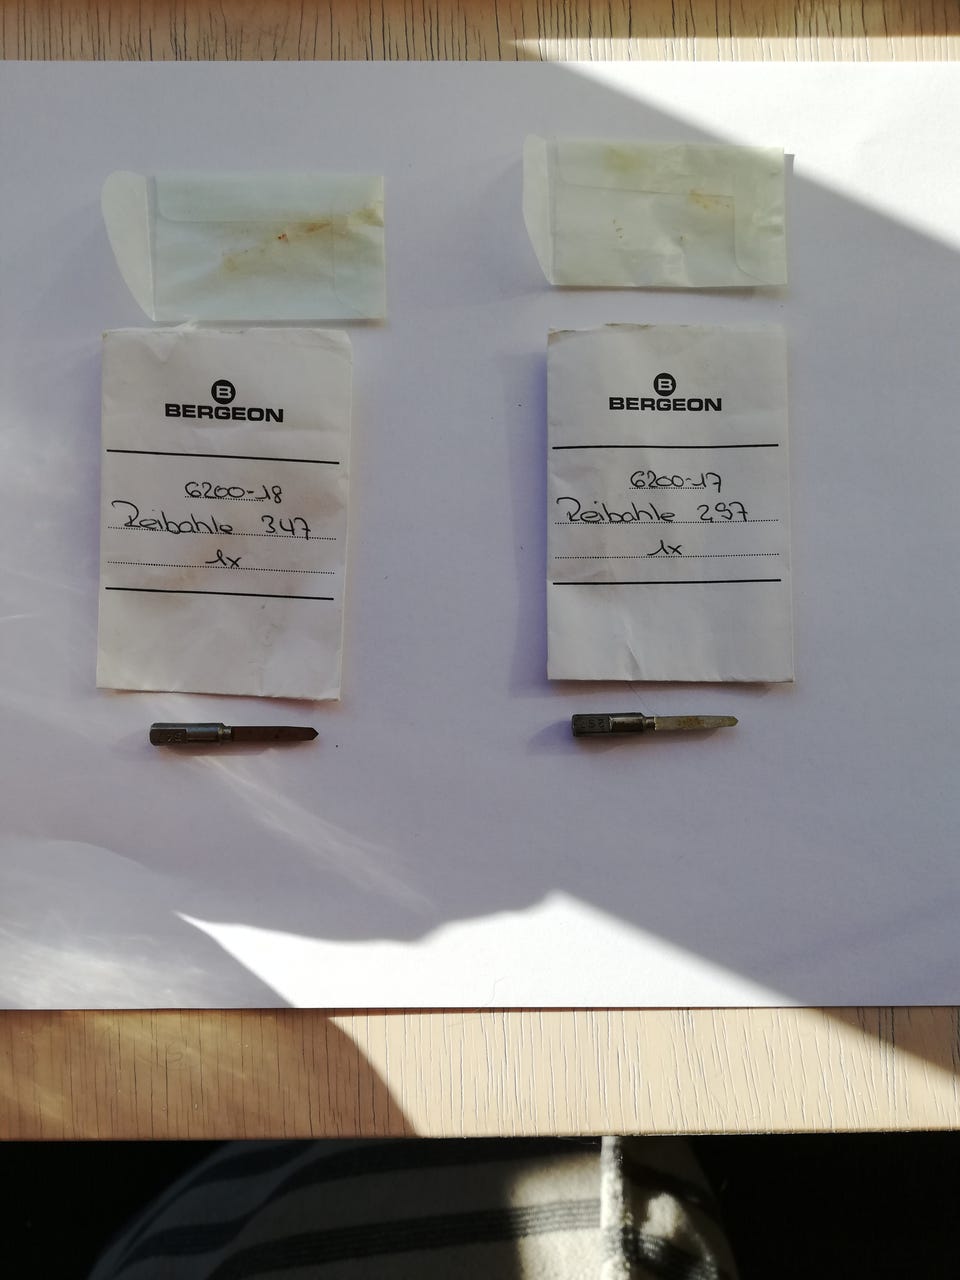 B
BERGEON
6200-18
Reibahle 347
1x
B
BERGEON
6200-17
Reibahle 297
1x